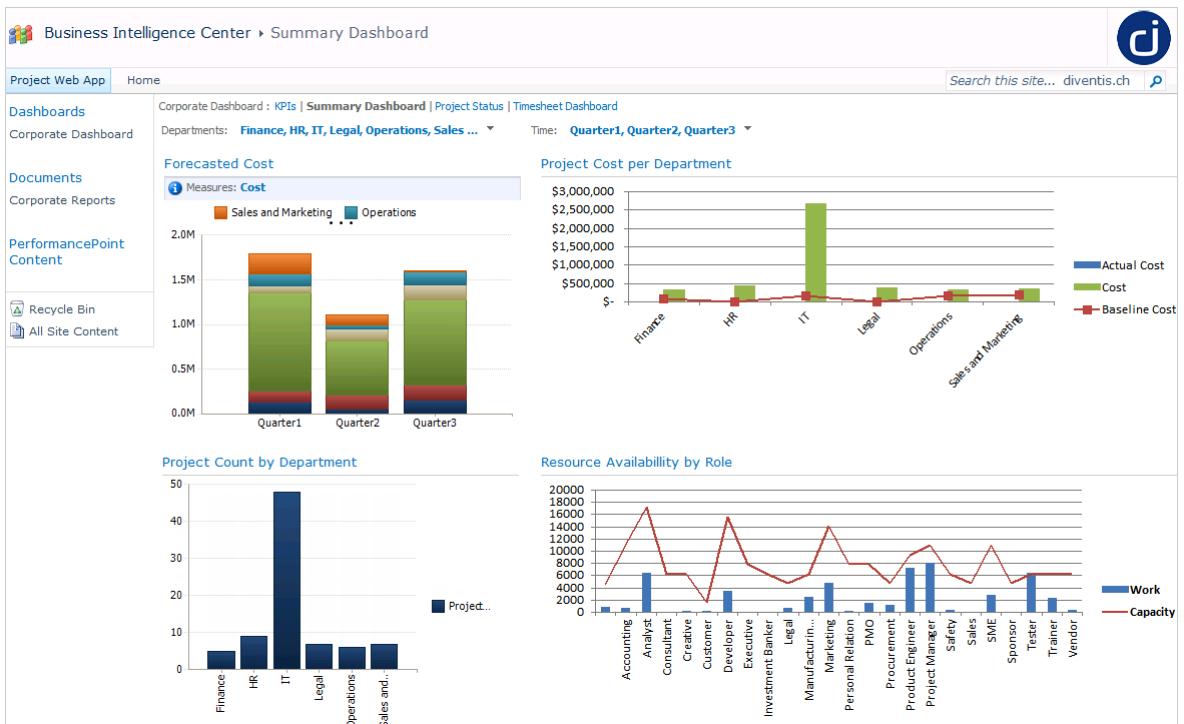 Business Intelligence Center ▸ Summary Dashboard
Project Web App Home
Search this site... diventis.ch
Dashboards
Corporate Dashboard
Documents
Corporate Reports
PerformancePoint
Content
Recycle Bin
All Site Content
Corporate Dashboard : KPIs | Summary Dashboard | Project Status | Timesheet Dashboard
Departments: Finance, HR, IT, Legal, Operations, Sales ... Time: Quarter1, Quarter2, Quarter3
Forecasted Cost
Measures: Cost
Sales and Marketing Operations
...
2.0M
1.5M
1.0M
0.5M
0.0M
Quarter1 Quarter2 Quarter3
Project Cost per Department
$3,000,000
$2,500,000
$2,000,000
$1,500,000
$1,000,000
$500,000
$-
Finance HR IT Legal Operations Sales and Marketing
Actual Cost
Cost
Baseline Cost
Project Count by Department
50
40
30
20
10
0
Finance HR IT Legal Operations Sales and...
Project...
Resource Availablility by Role
20000
18000
16000
14000
12000
10000
8000
6000
4000
2000
0
Accounting
Analyst
Consultant
Creative
Customer
Developer
Executive
Investment Banker
Legal
Manufacturin...
Marketing
Personal Relation
PMO
Procurement
Product Engineer
Project Manager
Safety
Sales
SME
Sponsor
Tester
Trainer
Vendor
Work
Capacity